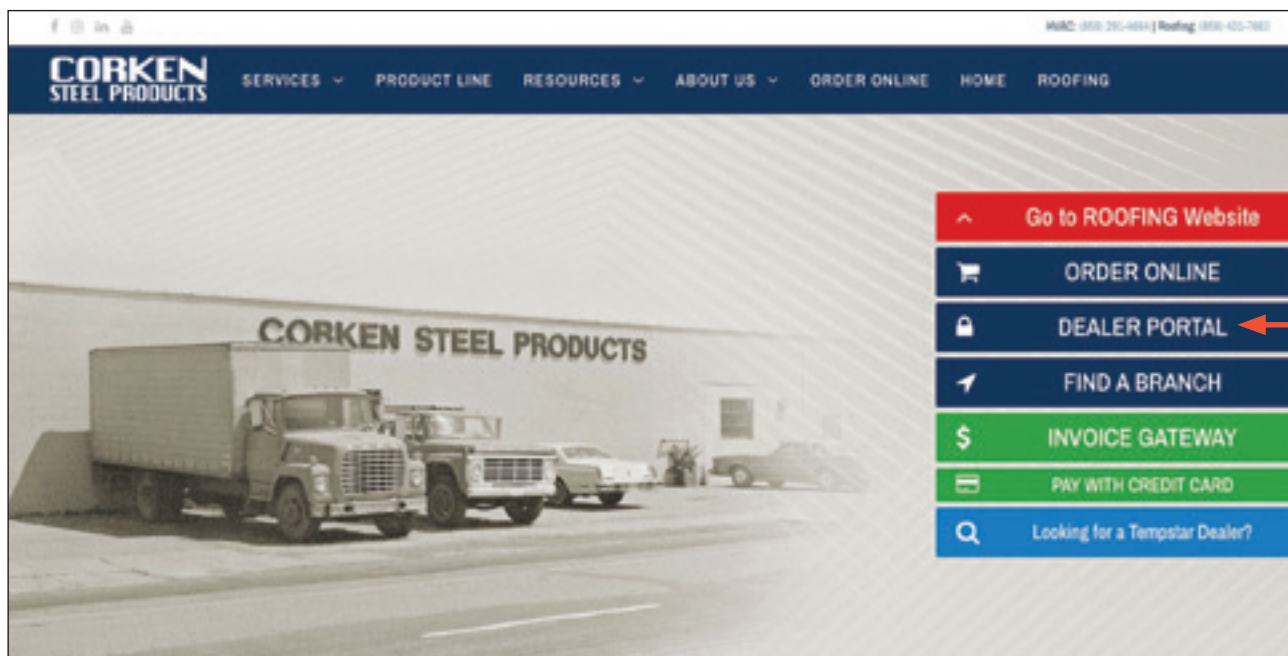 HVAC: | Roofing
CORKEN
STEEL PRODUCTS
SERVICES PRODUCT LINE RESOURCES ABOUT US ORDER ONLINE HOME ROOFING
Go to ROOFING Website
ORDER ONLINE
DEALER PORTAL
FIND A BRANCH
INVOICE GATEWAY
PAY WITH CREDIT CARD
Looking for a Tempstar Dealer?
CORKEN STEEL PRODUCTS